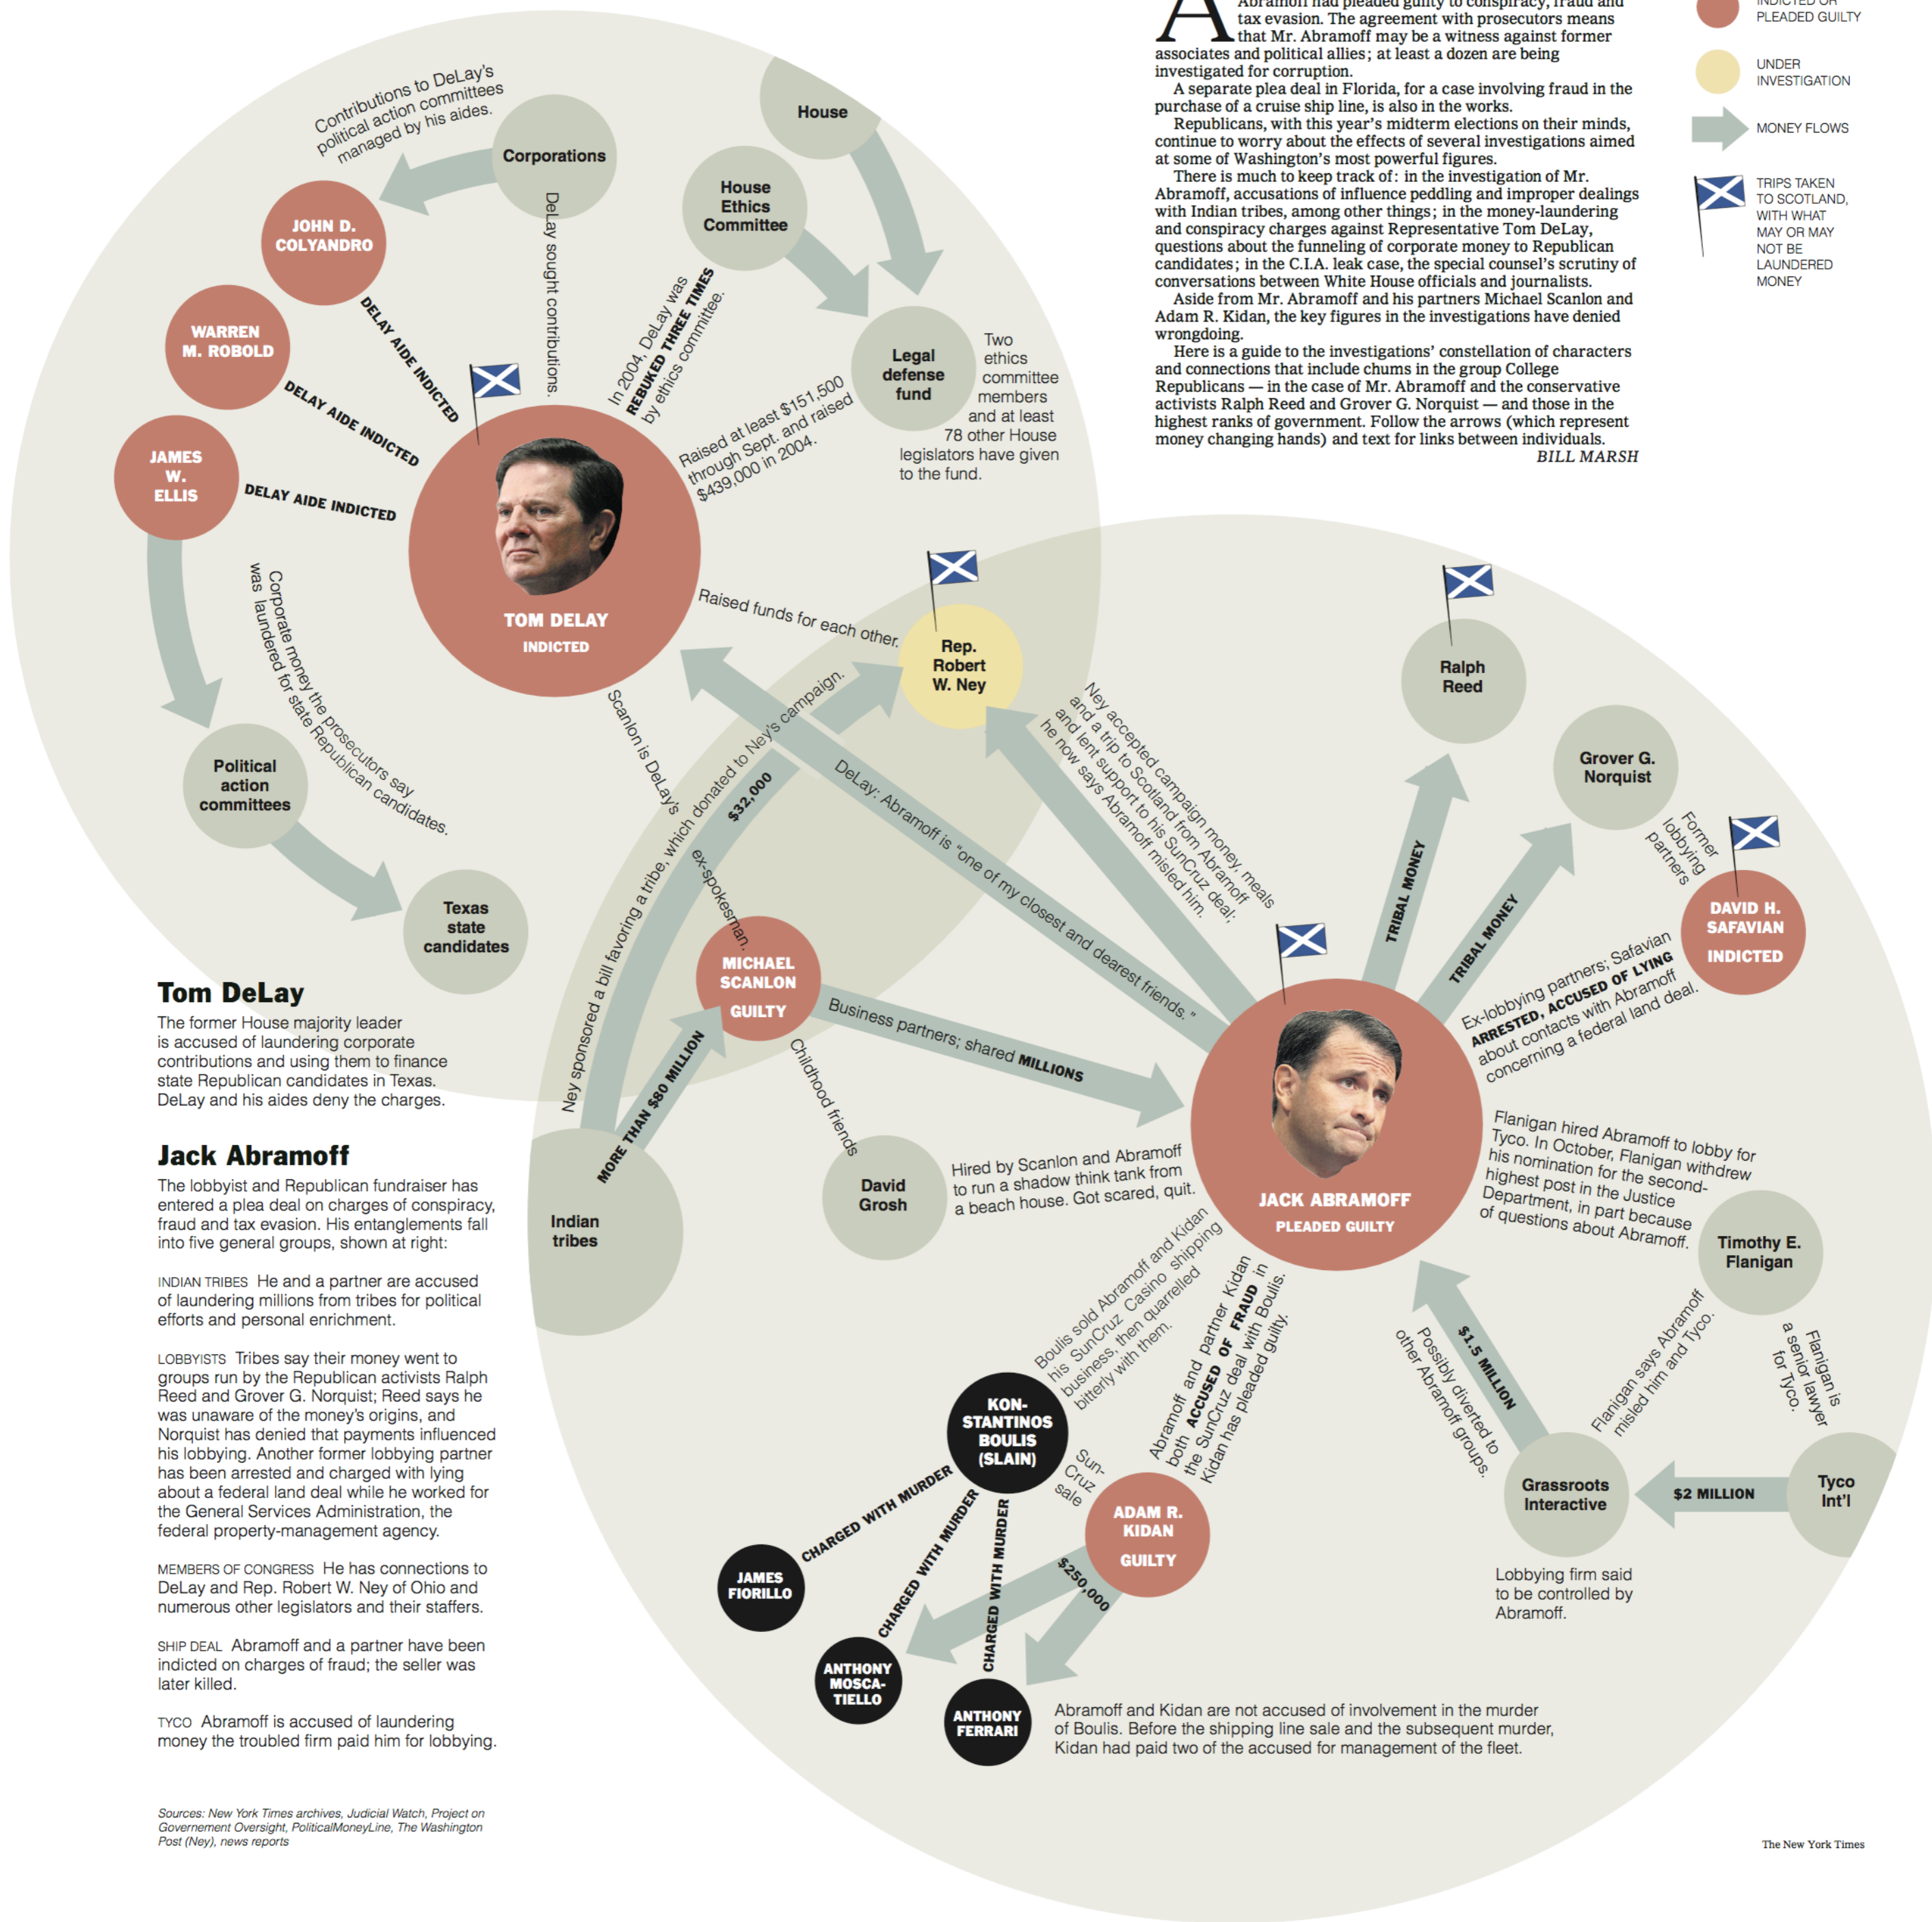 Abramoff had pleaded guilty to conspiracy, fraud and
tax evasion. The agreement with prosecutors means
that Mr. Abramoff may be a witness against former
associates and political allies; at least a dozen are being
investigated for corruption.
A separate plea deal in Florida, for a case involving fraud in the
purchase of a cruise ship line, is also in the works.
Republicans, with this year's midterm elections on their minds,
continue to worry about the effects of several investigations aimed
at some of Washington's most powerful figures.
There is much to keep track of: in the investigation of Mr.
Abramoff, accusations of influence peddling and improper dealings
with Indian tribes, among other things; in the money-laundering
and conspiracy charges against Representative Tom DeLay,
questions about the funneling of corporate money to Republican
candidates; in the C.I.A. leak case, the special counsel's scrutiny of
conversations between White House officials and journalists.
Aside from Mr. Abramoff and his partners Michael Scanlon and
Adam R. Kidan, the key figures in the investigations have denied
wrongdoing.
Here is a guide to the investigations' constellation of characters
and connections that include chums in the group College
Republicans — in the case of Mr. Abramoff and the conservative
activists Ralph Reed and Grover G. Norquist — and those in the
highest ranks of government. Follow the arrows (which represent
money changing hands) and text for links between individuals.
BILL MARSH
INDICTED OR
PLEADED GUILTY
UNDER
INVESTIGATION
MONEY FLOWS
TRIPS TAKEN
TO SCOTLAND,
WITH WHAT
MAY OR MAY
NOT BE
LAUNDERED
MONEY
Contributions to DeLay's
political action committees
managed by his aides.
Corporations
House
House
Ethics
Committee
JOHN D.
COLYANDRO
WARREN
M. ROBOLD
JAMES
W.
ELLIS
DELAY AIDE INDICTED
DELAY AIDE INDICTED
DELAY AIDE INDICTED
DeLay sought contributions.
In 2004, DeLay was
REBUKED THREE TIMES
by ethics committee.
Legal
defense
fund
Two
ethics
committee
members
and at least
78 other House
legislators have given
to the fund.
Raised at least $151,500
through Sept. and raised
$439,000 in 2004.
TOM DELAY
INDICTED
Corporate money the prosecutors say
was laundered for state Republican candidates.
Political
action
committees
Texas
state
candidates
Raised funds for each other.
Rep.
Robert
W. Ney
Scanlon is DeLay's
ex-spokesman.
Ney sponsored a bill favoring a tribe, which donated to Ney's campaign.
$32,000
DeLay: Abramoff is "one of my closest and dearest friends."
Ney accepted campaign money, meals
and a trip to Scotland from Abramoff
and lent support to his SunCruz deal;
he now says Abramoff misled him.
Ralph
Reed
Grover G.
Norquist
TRIBAL MONEY
TRIBAL MONEY
Former
lobbying
partners
DAVID H.
SAFAVIAN
INDICTED
Ex-lobbying partners; Safavian
ARRESTED, ACCUSED OF LYING
about contacts with Abramoff
concerning a federal land deal.
MICHAEL
SCANLON
GUILTY
Business partners; shared MILLIONS
MORE THAN $80 MILLION
Childhood friends
Indian
tribes
David
Grosh
Hired by Scanlon and Abramoff
to run a shadow think tank from
a beach house. Got scared, quit.
JACK ABRAMOFF
PLEADED GUILTY
Flanigan hired Abramoff to lobby for
Tyco. In October, Flanigan withdrew
his nomination for the second-
highest post in the Justice
Department, in part because
of questions about Abramoff.
Timothy E.
Flanigan
Boulis sold Abramoff and Kidan
his SunCruz Casino shipping
business, then quarrelled
bitterly with them.
Abramoff and partner Kidan
both ACCUSED OF FRAUD in
the SunCruz deal with Boulis.
Kidan has pleaded guilty.
$1.5 MILLION
Possibly diverted to
other Abramoff groups.
Flanigan says Abramoff
misled him and Tyco.
Flanigan is
a senior lawyer
for Tyco.
KON-
STANTINOS
BOULIS
(SLAIN)
Sun-
Cruz
sale
ADAM R.
KIDAN
GUILTY
Grassroots
Interactive
$2 MILLION
Tyco
Int'l
Lobbying firm said
to be controlled by
Abramoff.
CHARGED WITH MURDER
CHARGED WITH MURDER
CHARGED WITH MURDER
$250,000
JAMES
FIORILLO
ANTHONY
MOSCA-
TIELLO
ANTHONY
FERRARI
Abramoff and Kidan are not accused of involvement in the murder
of Boulis. Before the shipping line sale and the subsequent murder,
Kidan had paid two of the accused for management of the fleet.
Tom DeLay
The former House majority leader
is accused of laundering corporate
contributions and using them to finance
state Republican candidates in Texas.
DeLay and his aides deny the charges.
Jack Abramoff
The lobbyist and Republican fundraiser has
entered a plea deal on charges of conspiracy,
fraud and tax evasion. His entanglements fall
into five general groups, shown at right:
INDIAN TRIBES He and a partner are accused
of laundering millions from tribes for political
efforts and personal enrichment.
LOBBYISTS Tribes say their money went to
groups run by the Republican activists Ralph
Reed and Grover G. Norquist; Reed says he
was unaware of the money's origins, and
Norquist has denied that payments influenced
his lobbying. Another former lobbying partner
has been arrested and charged with lying
about a federal land deal while he worked for
the General Services Administration, the
federal property-management agency.
MEMBERS OF CONGRESS He has connections to
DeLay and Rep. Robert W. Ney of Ohio and
numerous other legislators and their staffers.
SHIP DEAL Abramoff and a partner have been
indicted on charges of fraud; the seller was
later killed.
TYCO Abramoff is accused of laundering
money the troubled firm paid him for lobbying.
Sources: New York Times archives, Judicial Watch, Project on
Governement Oversight, PoliticalMoneyLine, The Washington
Post (Ney), news reports
The New York Times